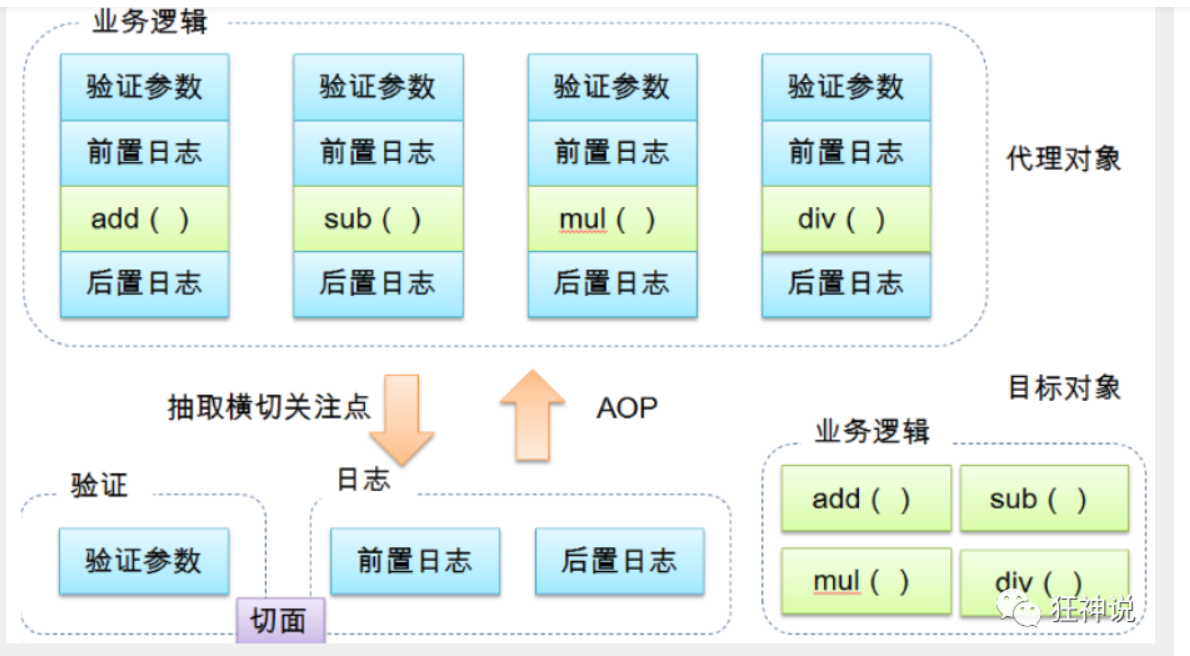 业务逻辑
验证参数 验证参数 验证参数 验证参数
前置日志 前置日志 前置日志 前置日志
代理对象
add ( ) sub ( ) mul ( ) div ( )
后置日志 后置日志 后置日志 后置日志
抽取横切关注点
AOP
目标对象
业务逻辑
验证
日志
add ( ) sub ( )
验证参数
前置日志 后置日志
mul ( ) div ( )
切面
狂神说